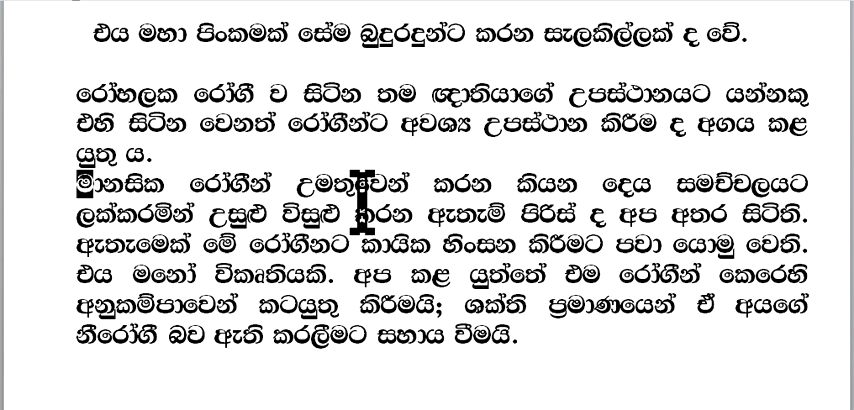 එය මහා පිංකමක් සේම බුදුරදුන්ට කරන සැලකිල්ලක් ද වේ.
රෝහලක රෝගී ව සිටින තම ඥාතියාගේ උපස්ථානයට යන්නකු
එහි සිටින වෙනත් රෝගීන්ට අවශ්‍ය උපස්ථාන කිරීම ද අගය කළ
යුතු ය.
මානසික රෝගීන් උමතුවෙන් කරන කියන දෙය සමච්චලයට
ලක්කරමින් උසුළු විසුළු කරන ඇතැම් පිරිස් ද අප අතර සිටිති.
ඇතැමෙක් මේ රෝගීනට කායික හිංසන කිරීමට පවා යොමු වෙති.
එය මනෝ විකෘතියකි. අප කළ යුත්තේ එම රෝගීන් කෙරෙහි
අනුකම්පාවෙන් කටයුතු කිරීමයි; ශක්ති ප්‍රමාණයෙන් ඒ අයගේ
නීරෝගී බව ඇති කරලීමට සහාය වීමයි.